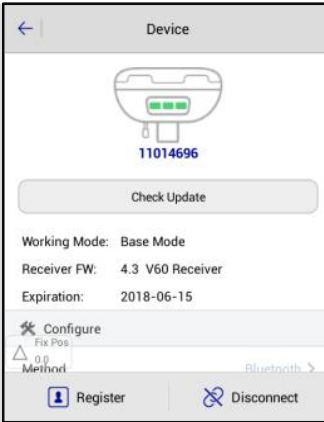 Device
11014696
Check Update
Working Mode: Base Mode
Receiver FW: 4.3 V60 Receiver
Expiration: 2018-06-15
Configure
Fix Pos
0.0
Method Bluetooth >
Register Disconnect